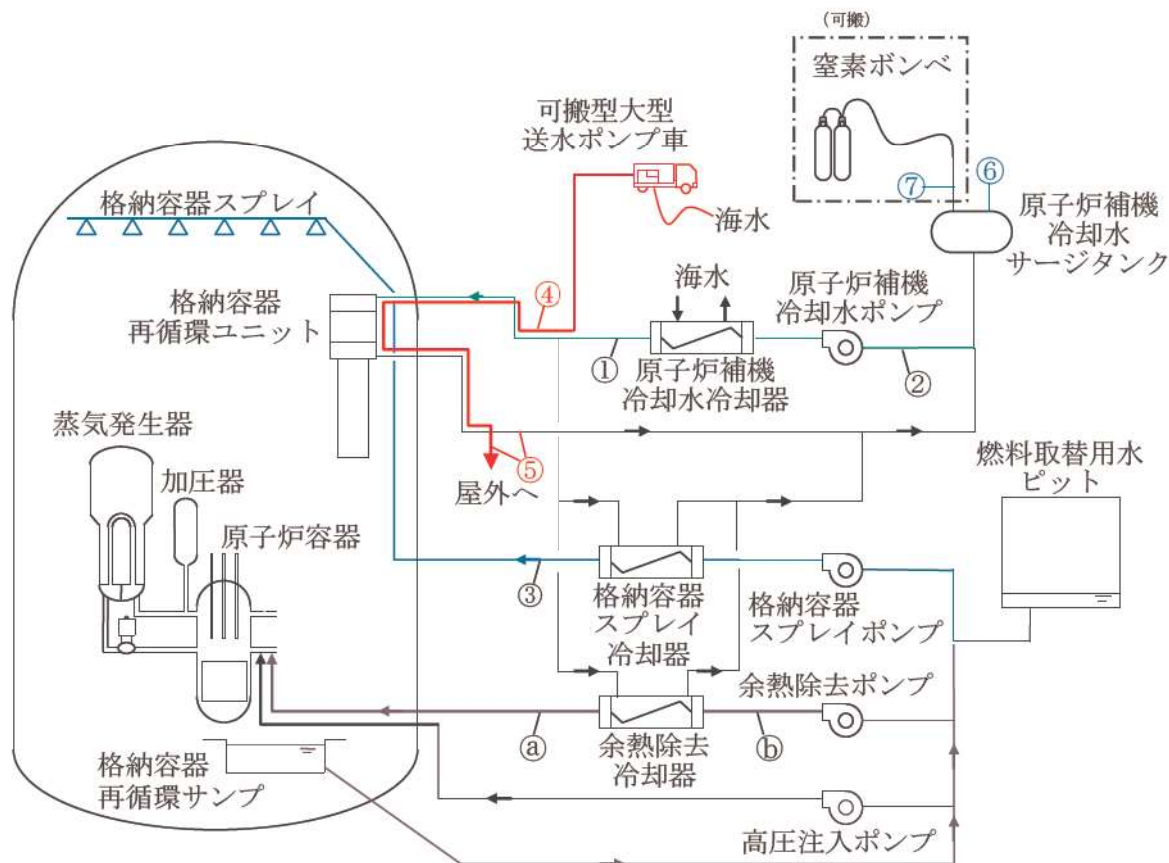 （可搬）
窒素ボンベ
可搬型大型
送水ポンプ車
⑦
⑥
格納容器スプレイ
海水
原子炉補機
冷却水
サージタンク
海水
原子炉補機
冷却水ポンプ
格納容器
再循環ユニット
④
①
原子炉補機
冷却水冷却器
②
蒸気発生器
⑤
屋外へ
燃料取替用水
ピット
加圧器
原子炉容器
③
格納容器
スプレイ
冷却器
格納容器
スプレイポンプ
余熱除去ポンプ
ⓐ
ⓑ
余熱除去
冷却器
格納容器
再循環サンプ
高圧注入ポンプ